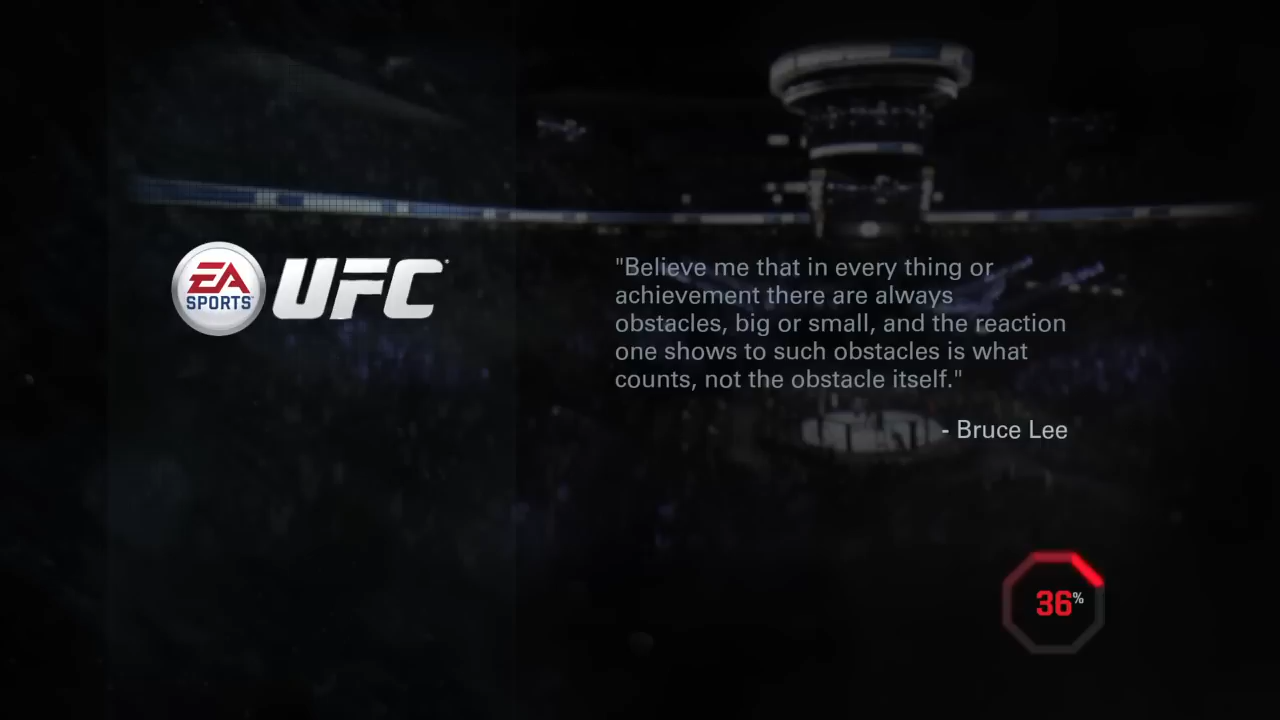 EA
SPORTS
UFC
"Believe me that in every thing or
achievement there are always
obstacles, big or small, and the reaction
one shows to such obstacles is what
counts, not the obstacle itself."
- Bruce Lee
36%